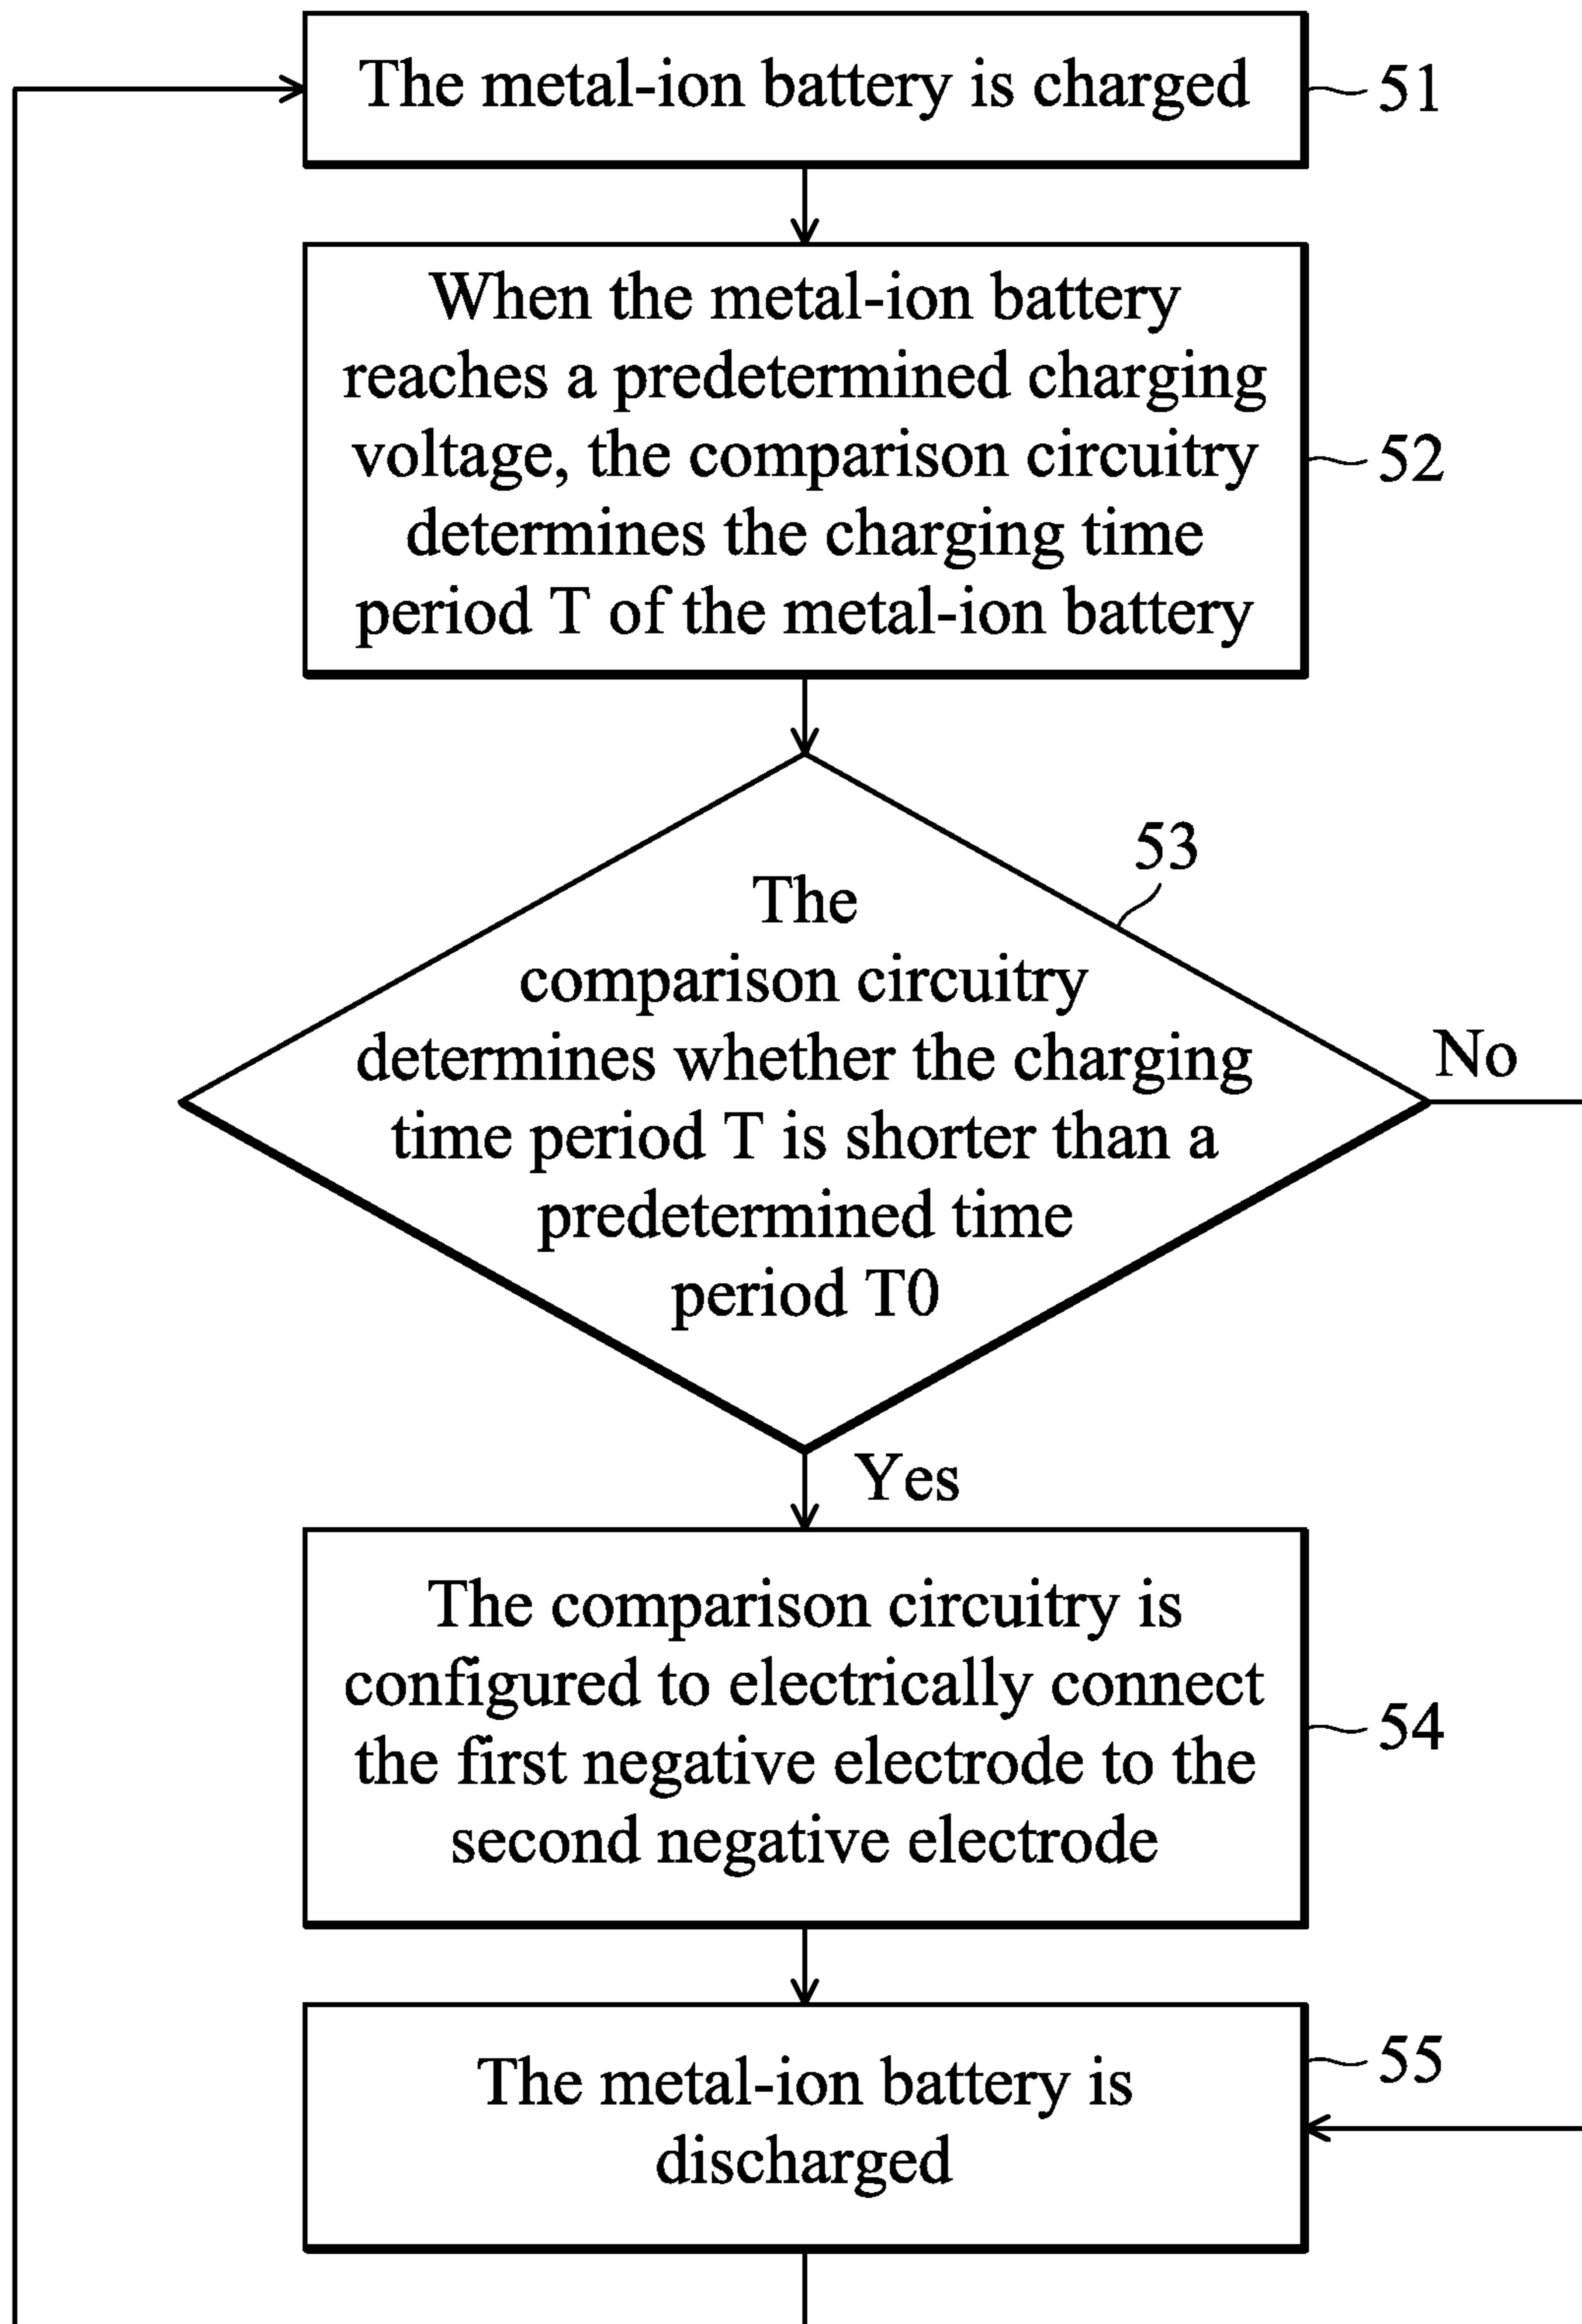 The metal-ion battery is charged
51
When the metal-ion battery
reaches a predetermined charging
voltage, the comparison circuitry
determines the charging time
period T of the metal-ion battery
52
53
The
comparison circuitry
determines whether the charging
time period T is shorter than a
predetermined time
period T0
No
Yes
The comparison circuitry is
configured to electrically connect
the first negative electrode to the
second negative electrode
54
The metal-ion battery is
discharged
55